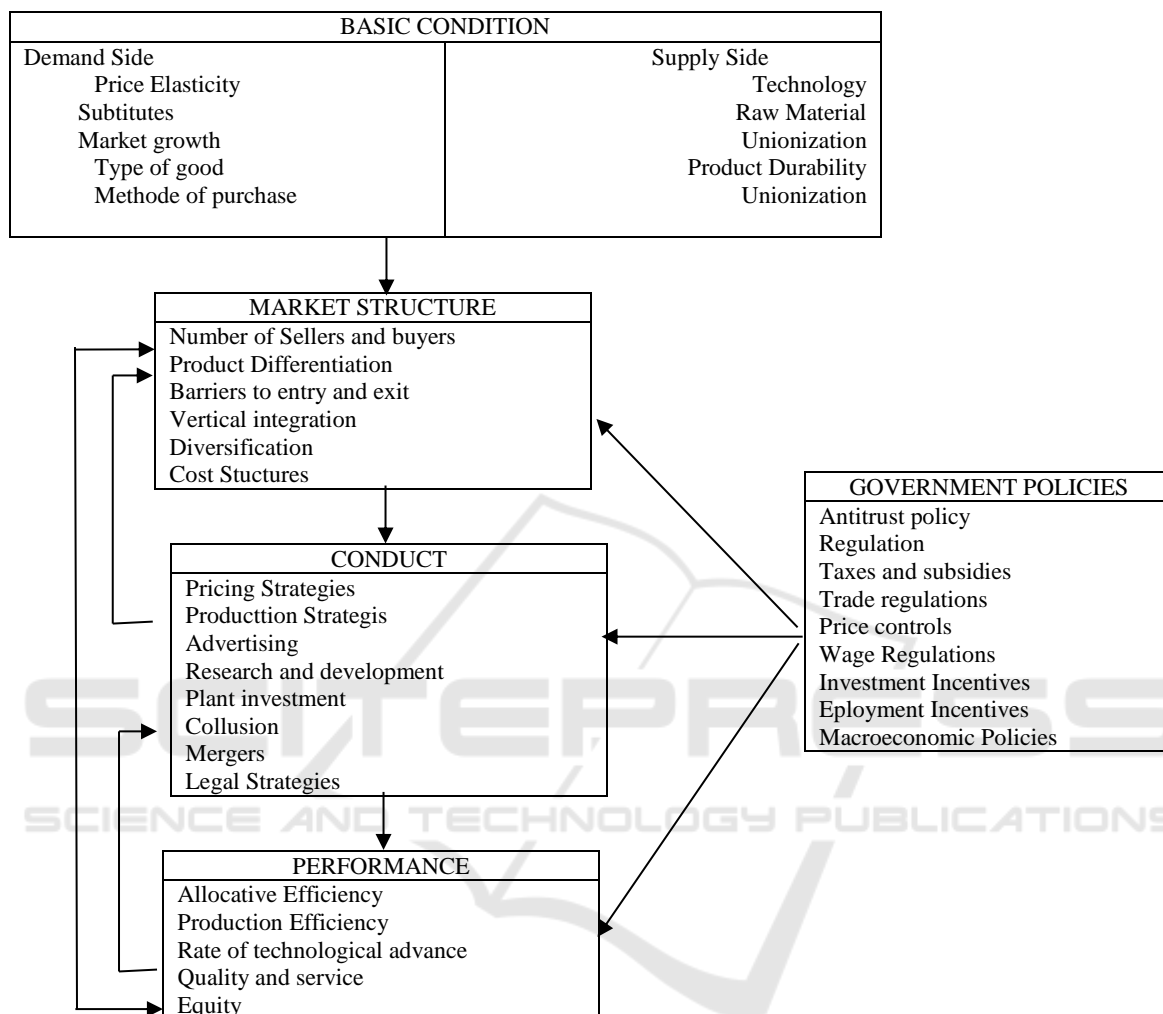 BASIC CONDITION
Demand Side
Price Elasticity
Subtitutes
Market growth
Type of good
Methode of purchase
Supply Side
Technology
Raw Material
Unionization
Product Durability
Unionization
MARKET STRUCTURE
Number of Sellers and buyers
Product Differentiation
Barriers to entry and exit
Vertical integration
Diversification
Cost Stuctures
CONDUCT
Pricing Strategies
Producttion Strategis
Advertising
Research and development
Plant investment
Collusion
Mergers
Legal Strategies
GOVERNMENT POLICIES
Antitrust policy
Regulation
Taxes and subsidies
Trade regulations
Price controls
Wage Regulations
Investment Incentives
Eployment Incentives
Macroeconomic Policies
PERFORMANCE
Allocative Efficiency
Production Efficiency
Rate of technological advance
Quality and service
Equity
SCITEPRESS
SCIENCE AND TECHNOLOGY PUBLICATIONS